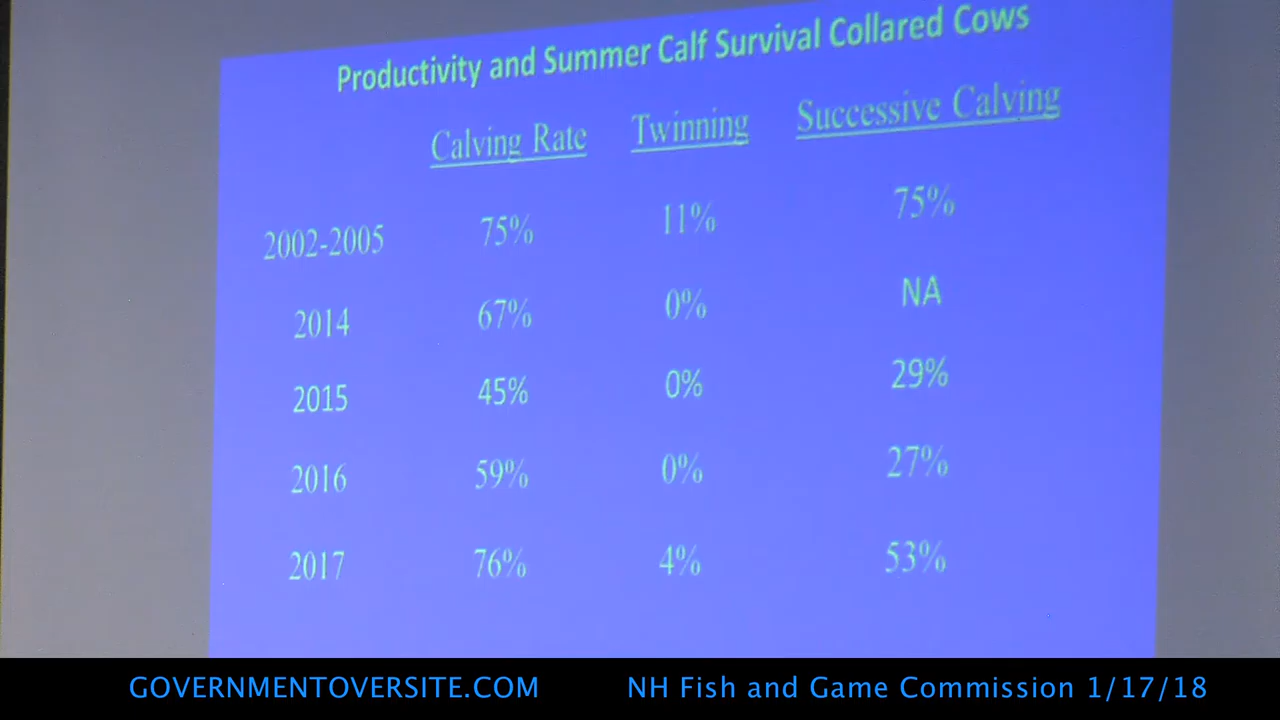 Productivity and Summer Calf Survival Collared Cows
Calving Rate Twinning Successive Calving
2002-2005 75% 11% 75%
2014 67% 0% NA
2015 45% 0% 29%
2016 59% 0% 27%
2017 76% 4% 53%
GOVERNMENTOVERSITE.COM NH Fish and Game Commission 1/17/18